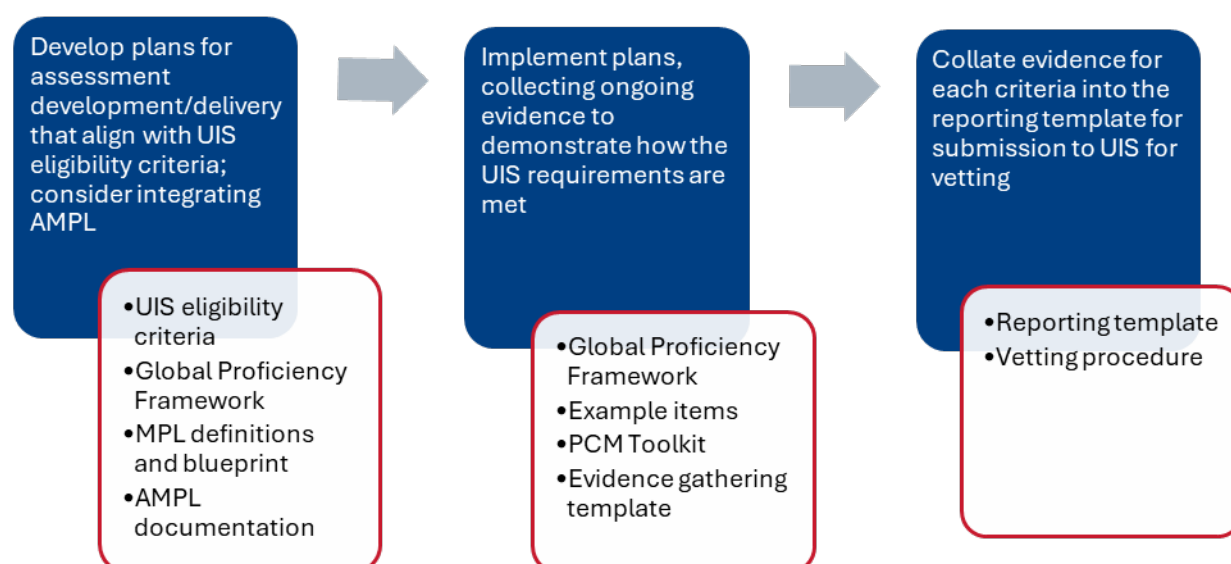 Develop plans for
assessment
development/delivery
that align with UIS
eligibility criteria;
consider integrating
AMPL
•UIS eligibility
criteria
•Global Proficiency
Framework
•MPL definitions
and blueprint
•AMPL
documentation
Implement plans,
collecting ongoing
evidence to
demonstrate how the
UIS requirements are
met
•Global Proficiency
Framework
•Example items
•PCM Toolkit
•Evidence gathering
template
Collate evidence for
each criteria into the
reporting template for
submission to UIS for
vetting
•Reporting template
•Vetting procedure